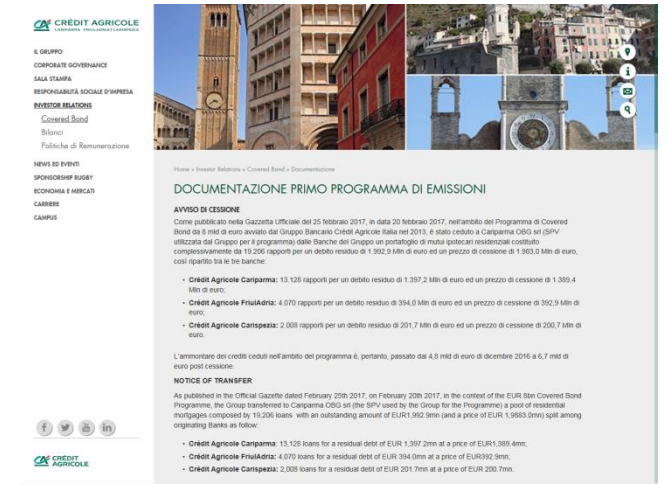 CRÉDIT AGRICOLE
CARIPARMA FRIULADRIA CARISPEZIA
IL GRUPPO
CORPORATE GOVERNANCE
SALA STAMPA
RESPONSABILITÀ SOCIALE D'IMPRESA
INVESTOR RELATIONS
Covered Bond
Bilanci
Politiche di Remunerazione
NEWS ED EVENTI
SPONSORSHIP RUGBY
ECONOMIA E MERCATI
CARRIERE
CAMPUS
CRÉDIT
AGRICOLE
Home » Investor Relations » Covered Bond » Documentazione
DOCUMENTAZIONE PRIMO PROGRAMMA DI EMISSIONI
AVVISO DI CESSIONE
Come pubblicato nella Gazzetta Ufficiale del 25 febbraio 2017, in data 20 febbraio 2017, nell'ambito del Programma di Covered
Bond da 8 mld di euro avviato dal Gruppo Bancario Crédit Agricole Italia nel 2013, è stato ceduto a Cariparma OBG srl (SPV
utilizzata dal Gruppo per il programma) dalle Banche del Gruppo un portafoglio di mutui ipotecari residenziali costituito
complessivamente da 19.206 rapporti per un debito residuo di 1.992,9 Mln di euro ed un prezzo di cessione di 1.983,0 Mln di euro,
così ripartito tra le tre banche:
• Crédit Agricole Cariparma: 13.128 rapporti per un debito residuo di 1.397,2 mln di euro ed un prezzo di cessione di 1.389,4
Mln di euro;
• Crédit Agricole FriulAdria: 4.070 rapporti per un debito residuo di 394,0 Mln di euro ed un prezzo di cessione di 392,9 Mln di
euro;
• Crédit Agricole Carispezia: 2.008 rapporti per un debito residuo di 201,7 Mln di euro ed un prezzo di cessione di 200,7 Mln di
euro.
L'ammontare dei crediti ceduti nell'ambito del programma è, pertanto, passato dai 4,8 mld di euro di dicembre 2016 a 6,7 mld di
euro post cessione.
NOTICE OF TRANSFER
As published in the Official Gazette dated February 25th 2017, on February 20th 2017, in the context of the EUR 8bn Covered Bond
Programme, the Group transferred to Cariparma OBG srl (the SPV used by the Group for the Programme) a pool of residential
mortgages composed by 19,206 loans with an outstanding amount of EUR1,992.9mn (and a price of EUR 1,9883.0mn) split among
originating Banks as follow:
• Crédit Agricole Cariparma: 13,128 loans for a residual debt of EUR 1,397.2mn at a price of EUR1,389.4mn;
• Crédit Agricole FriulAdria: 4,070 loans for a residual debt of EUR 394.0mn at a price of EUR392.9mn;
• Crédit Agricole Carispezia: 2,008 loans for a residual debt of EUR 201.7mn at a price of EUR 200.7mn.